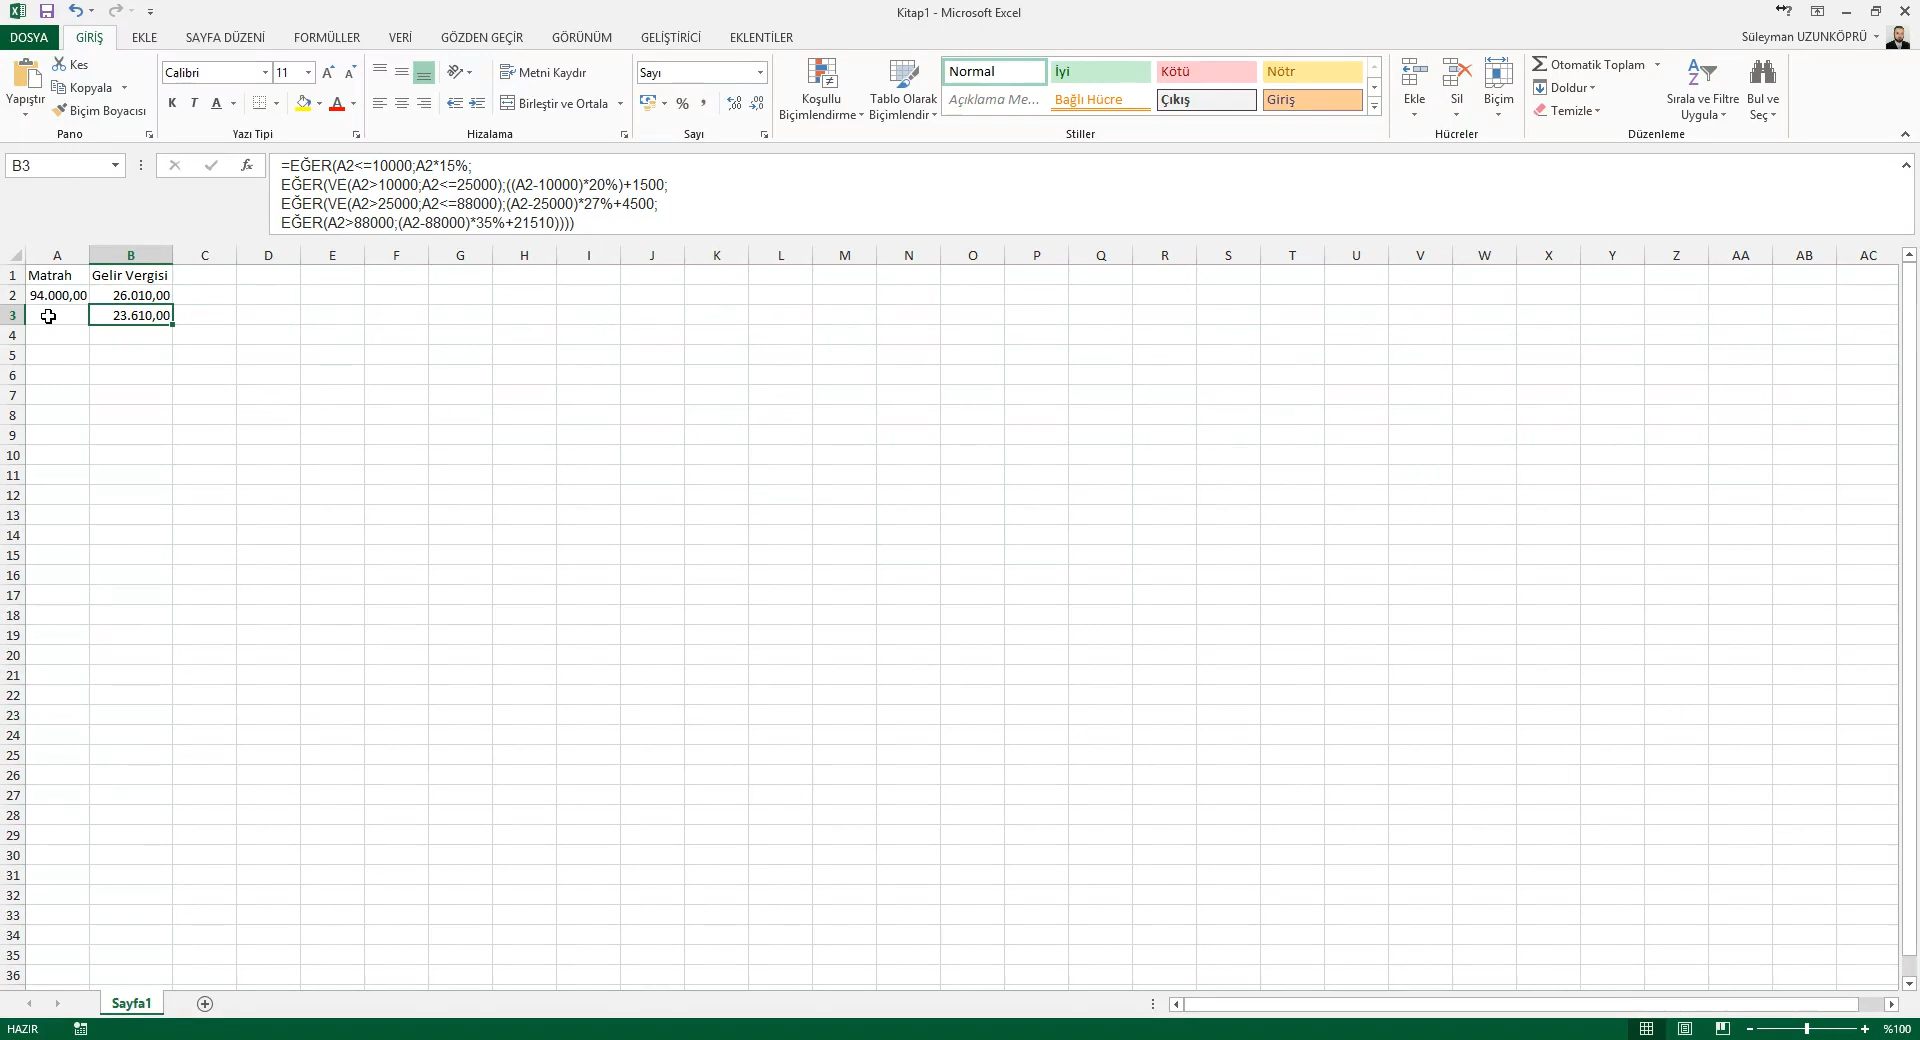 Kitap1 - Microsoft Excel
DOSYA GİRİŞ EKLE SAYFA DÜZENİ FORMÜLLER VERİ GÖZDEN GEÇİR GÖRÜNÜM GELİŞTİRİCİ EKLENTİLER Süleyman UZUNKÖPRÜ
Yapıştır
Kes
Kopyala
Biçim Boyacısı
Pano
Calibri 11
K T A A
Yazı Tipi
Metni Kaydır
Birleştir ve Ortala
Hizalama
Sayı
%
Sayı
Koşullu Biçimlendirme
Tablo Olarak Biçimlendir
Normal İyi Kötü Nötr
Açıklama Me... Bağlı Hücre Çıkış Giriş
Stiller
Ekle Sil Biçim
Hücreler
Otomatik Toplam
Doldur
Temizle
Sırala ve Filtre Uygula
Bul ve Seç
Düzenleme
B3
fx
=EĞER(A2<=10000;A2*15%;
EĞER(VE(A2>10000;A2<=25000);((A2-10000)*20%)+1500;
EĞER(VE(A2>25000;A2<=88000);(A2-25000)*27%+4500;
EĞER(A2>88000;(A2-88000)*35%+21510))))
A B C D E F G H I J K L M N O P Q R S T U V W X Y Z AA AB AC
1 Matrah Gelir Vergisi
2 94.000,00 26.010,00
3 23.610,00
4
5
6
7
8
9
10
11
12
13
14
15
16
17
18
19
20
21
22
23
24
25
26
27
28
29
30
31
32
33
34
35
36
Sayfa1
HAZIR %100